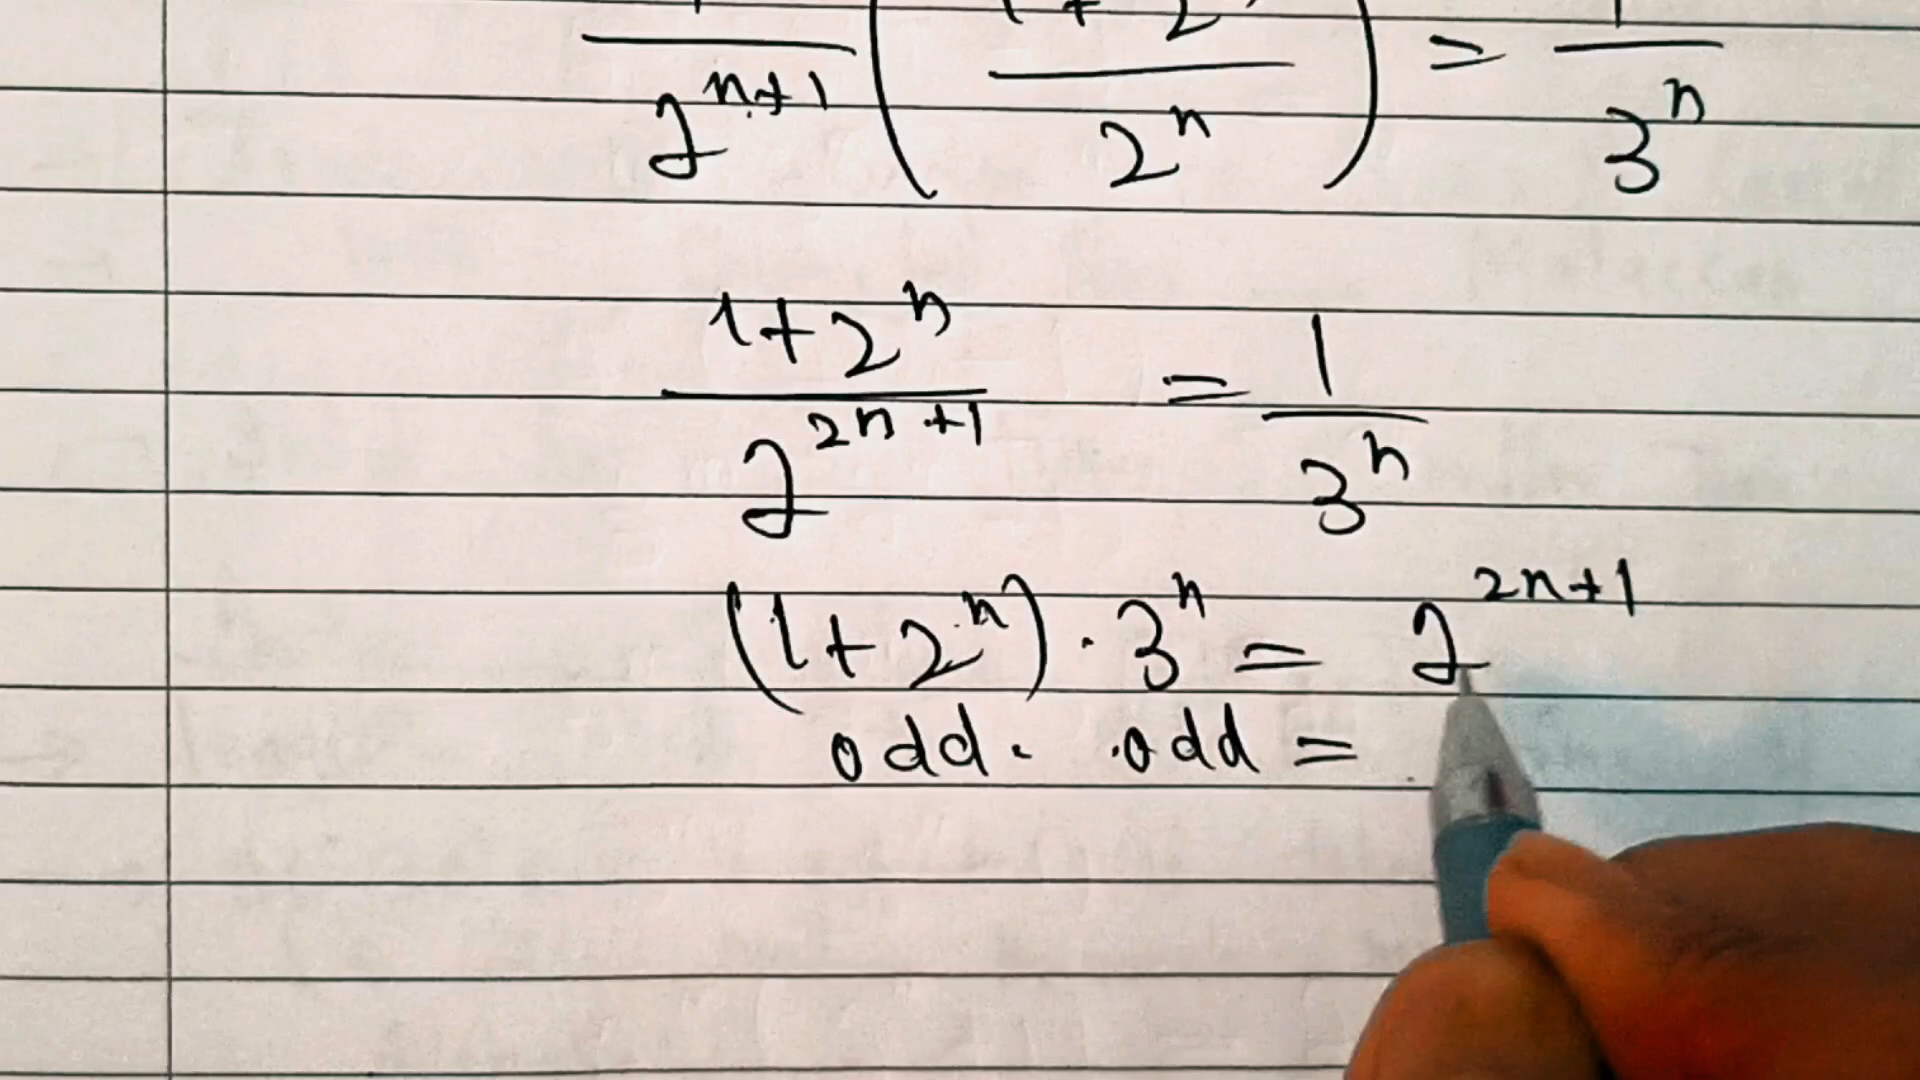 1/2^(n+1) ((1+2^n)/2^n) = 1/3^n
(1+2^n)/2^(2n+1) = 1/3^n
(1+2^n)·3^n = 2^(2n+1)
odd · odd =